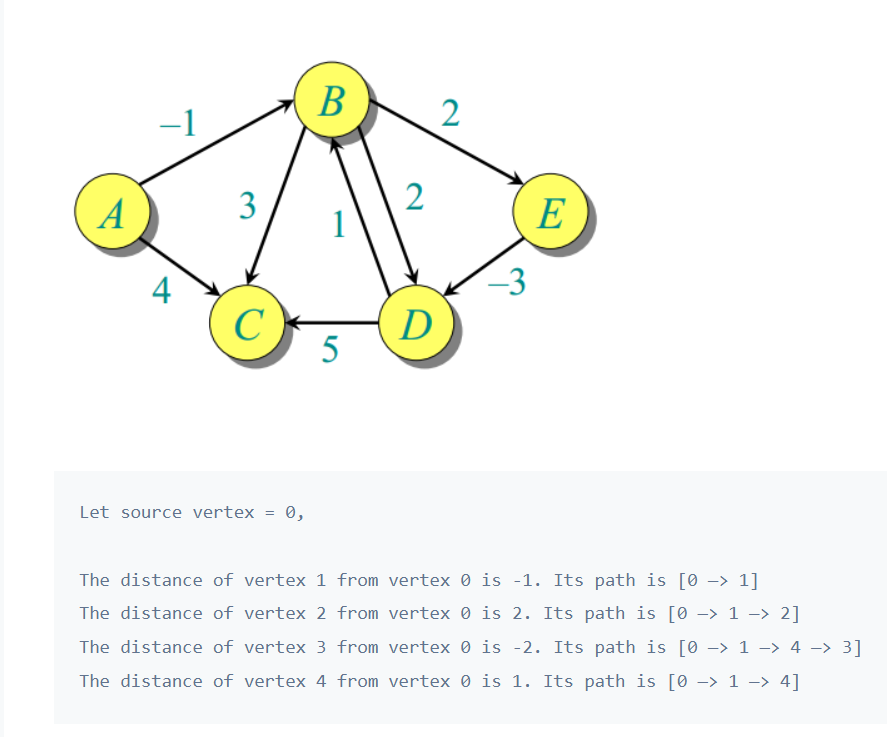 B
2
–1
A
3
1
2
E
4
–3
C
D
5
Let source vertex = 0,
The distance of vertex 1 from vertex 0 is -1. Its path is [0 —> 1]
The distance of vertex 2 from vertex 0 is 2. Its path is [0 —> 1 —> 2]
The distance of vertex 3 from vertex 0 is -2. Its path is [0 —> 1 —> 4 —> 3]
The distance of vertex 4 from vertex 0 is 1. Its path is [0 —> 1 —> 4]